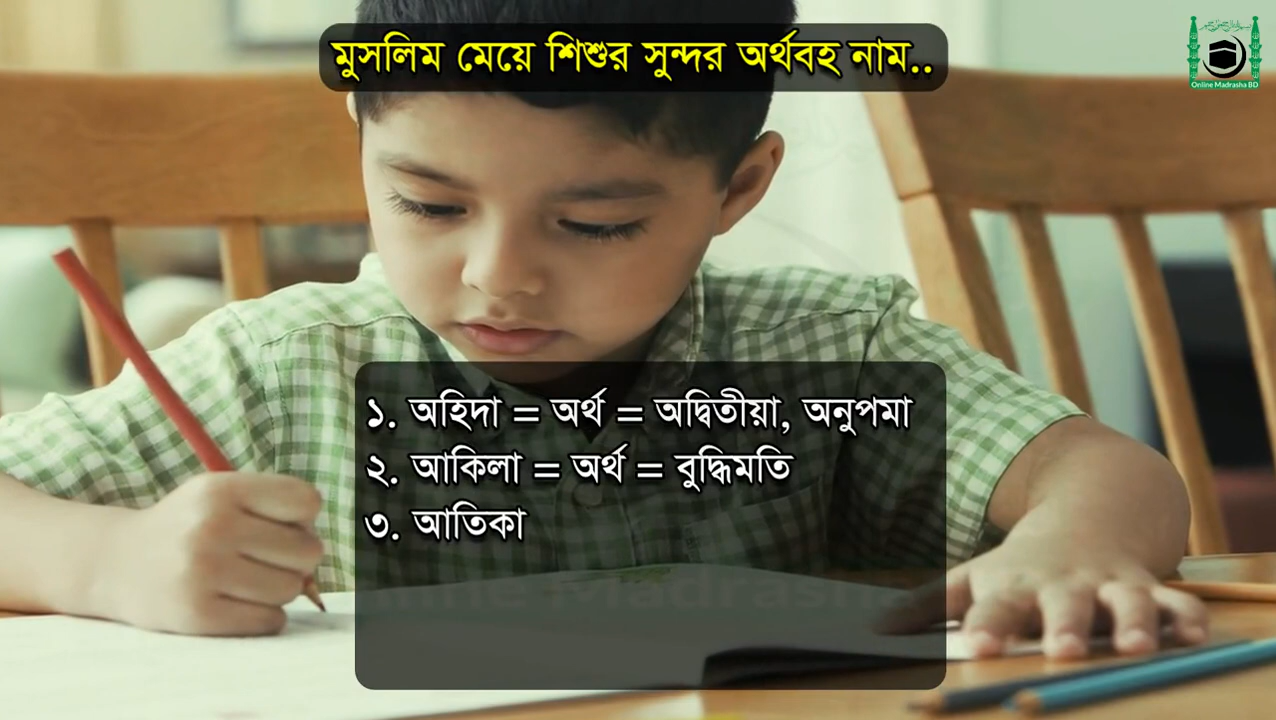 মুসলিম মেয়ে শিশুর সুন্দর অর্থবহ নাম..
Online Madrasha BD
১. অহিদা = অর্থ = অদ্বিতীয়া, অনুপমা
২. আকিলা = অর্থ = বুদ্ধিমতি
৩. আতিকা